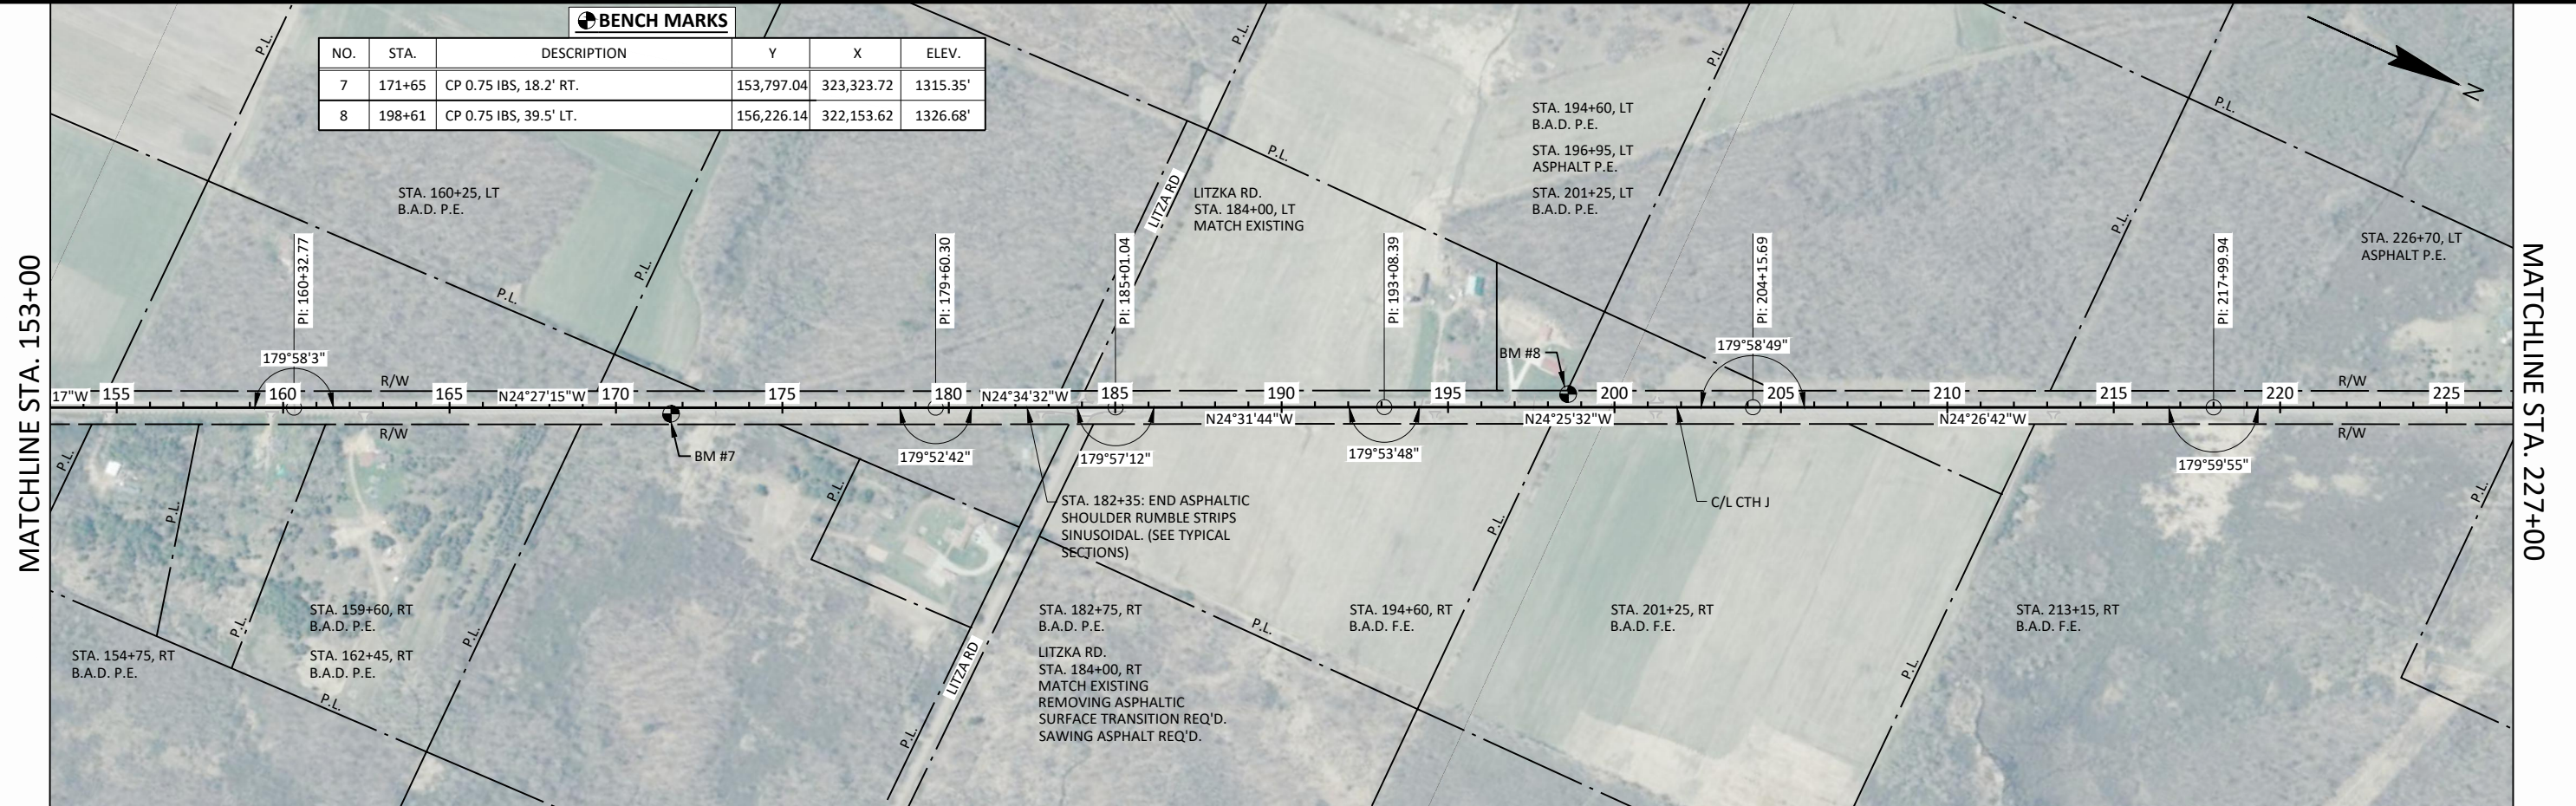 BENCH MARKS
NO. STA. DESCRIPTION Y X ELEV.
7 171+65 CP 0.75 IBS, 18.2' RT. 153,797.04 323,323.72 1315.35'
8 198+61 CP 0.75 IBS, 39.5' LT. 156,226.14 322,153.62 1326.68'
P.L.
P.L.
P.L.
N
P.L.
P.L.
STA. 194+60, LT
B.A.D. P.E.
STA. 196+95, LT
ASPHALT P.E.
STA. 201+25, LT
B.A.D. P.E.
STA. 160+25, LT
B.A.D. P.E.
LITZA RD
LITZKA RD.
STA. 184+00, LT
MATCH EXISTING
P.L.
STA. 226+70, LT
ASPHALT P.E.
P.L.
P.L.
PI: 160+32.77
PI: 179+60.30
PI: 185+01.04
PI: 193+08.39
PI: 204+15.69
PI: 217+99.94
MATCHLINE STA. 153+00
MATCHLINE STA. 227+00
179°58'3"
179°58'49"
BM #8
R/W
R/W
17"W 155 160 165 N24°27'15"W 170 175 180 N24°34'32"W 185 190 195 200 205 210 215 220 225
N24°31'44"W
N24°25'32"W
N24°26'42"W
R/W
R/W
BM #7
179°52'42"
179°57'12"
179°53'48"
179°59'55"
P.L.
P.L.
P.L.
P.L.
P.L.
STA. 182+35: END ASPHALTIC
SHOULDER RUMBLE STRIPS
SINUSOIDAL. (SEE TYPICAL
SECTIONS)
C/L CTH J
STA. 159+60, RT
B.A.D. P.E.
STA. 162+45, RT
B.A.D. P.E.
STA. 154+75, RT
B.A.D. P.E.
P.L.
P.L.
P.L.
LITZA RD
P.L.
STA. 182+75, RT
B.A.D. P.E.
LITZKA RD.
STA. 184+00, RT
MATCH EXISTING
REMOVING ASPHALTIC
SURFACE TRANSITION REQ'D.
SAWING ASPHALT REQ'D.
P.L.
STA. 194+60, RT
B.A.D. F.E.
STA. 201+25, RT
B.A.D. F.E.
P.L.
STA. 213+15, RT
B.A.D. F.E.